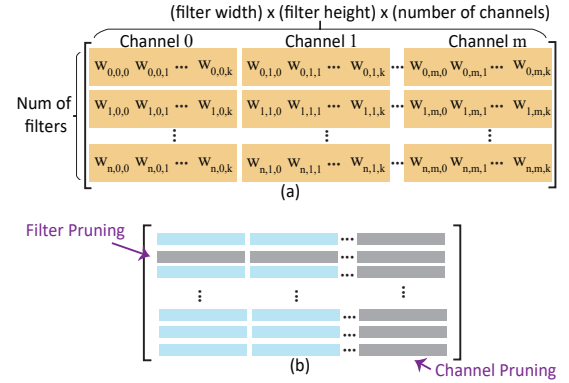 (filter width) x (filter height) x (number of channels)
Channel 0 Channel 1 Channel m
Num of filters
W0,0,0 W0,0,1 ... W0,0,k W0,1,0 W0,1,1 ... W0,1,k ... W0,m,0 W0,m,1 ... W0,m,k
W1,0,0 W1,0,1 ... W1,0,k W1,1,0 W1,1,1 ... W1,1,k ... W1,m,0 W1,m,1 ... W1,m,k
Wn,0,0 Wn,0,1 ... Wn,0,k Wn,1,0 Wn,1,1 ... Wn,1,k ... Wn,m,0 Wn,m,1 ... Wn,m,k
(a)
Filter Pruning
(b)
Channel Pruning